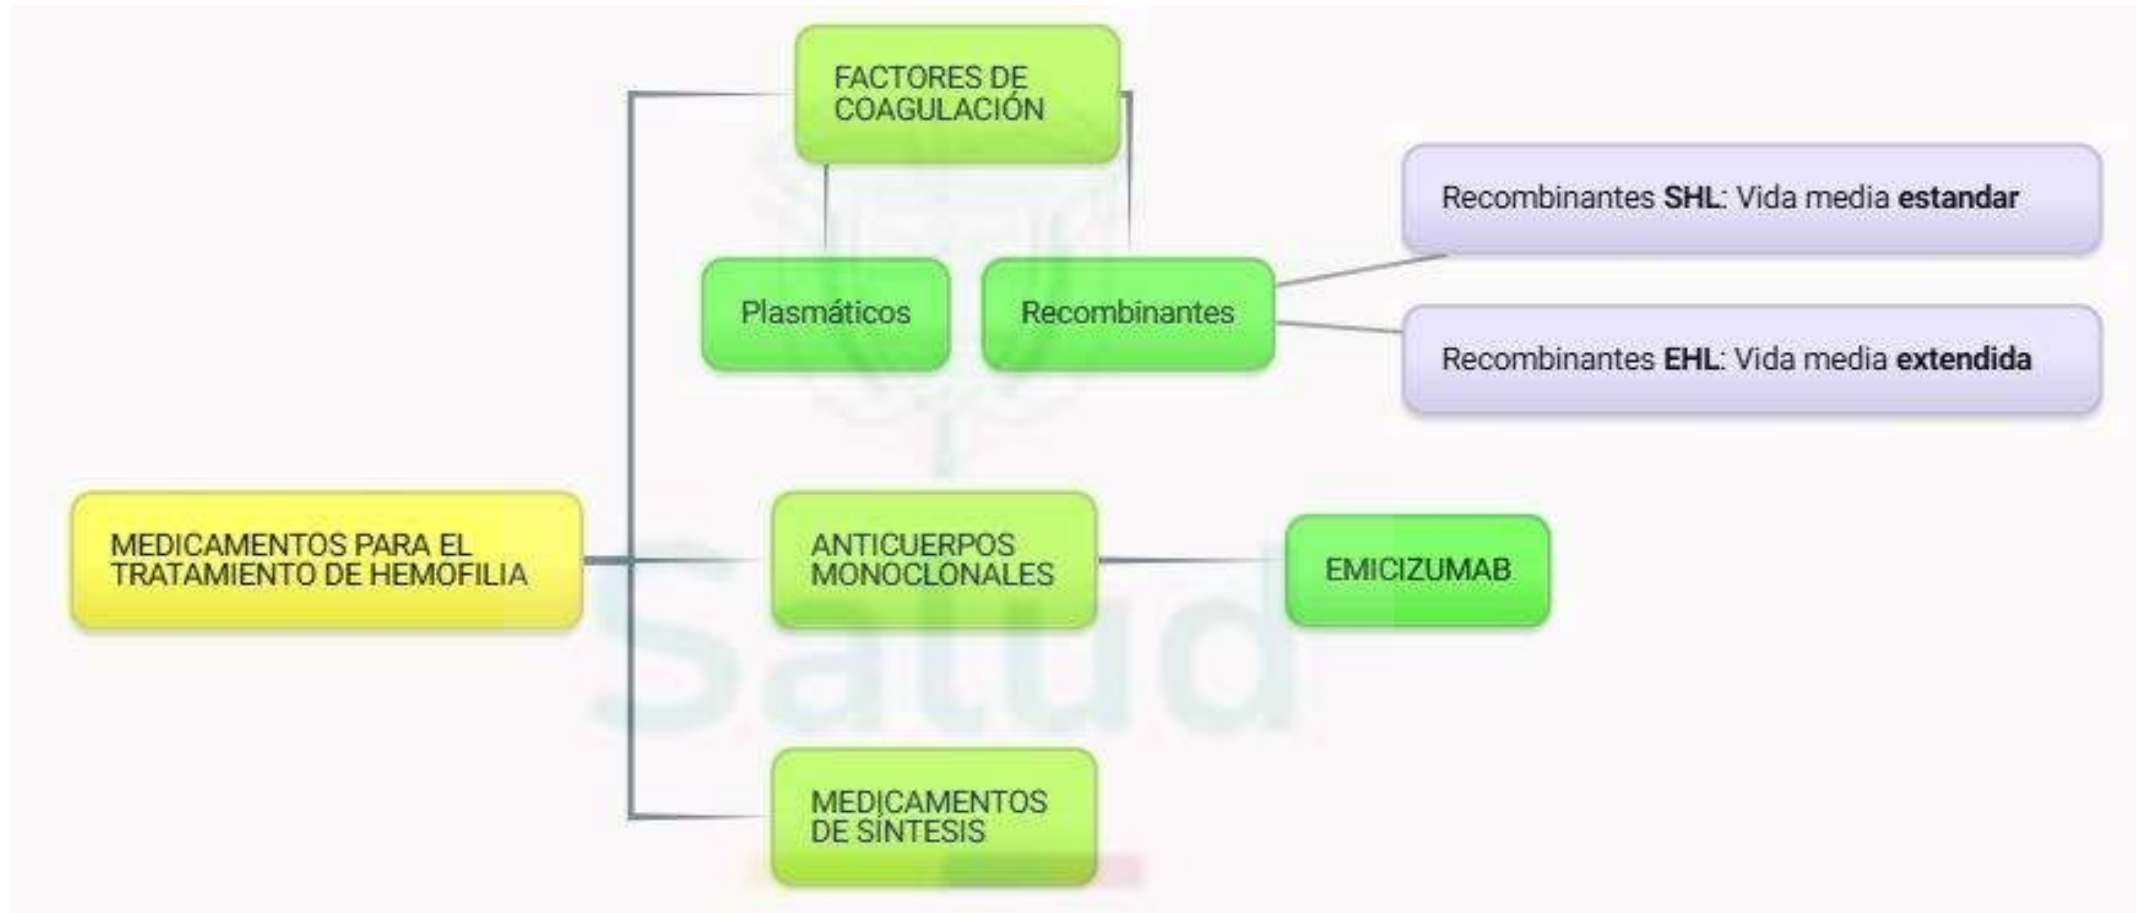 FACTORES DE
COAGULACIÓN
Recombinantes SHL: Vida media estandar
Plasmáticos
Recombinantes
Recombinantes EHL: Vida media extendida
MEDICAMENTOS PARA EL
TRATAMIENTO DE HEMOFILIA
ANTICUERPOS
MONOCLONALES
EMICIZUMAB
Salud
MEDICAMENTOS
DE SÍNTESIS